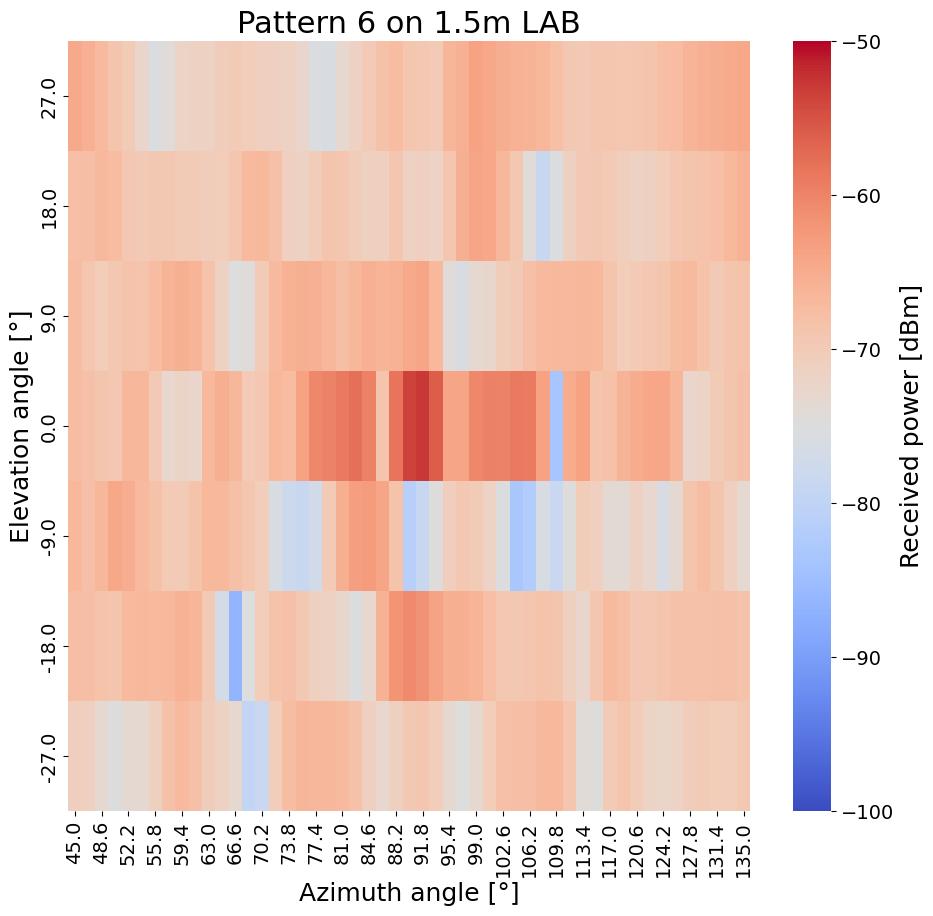 Pattern 6 on 1.5m LAB
Elevation angle [°]
27.0
18.0
9.0
0.0
-9.0
-18.0
-27.0
45.0 48.6 52.2 55.8 59.4 63.0 66.6 70.2 73.8 77.4 81.0 84.6 88.2 91.8 95.4 99.0 102.6 106.2 109.8 113.4 117.0 120.6 124.2 127.8 131.4 135.0
Azimuth angle [°]
−50
−60
−70
−80
−90
−100
Received power [dBm]